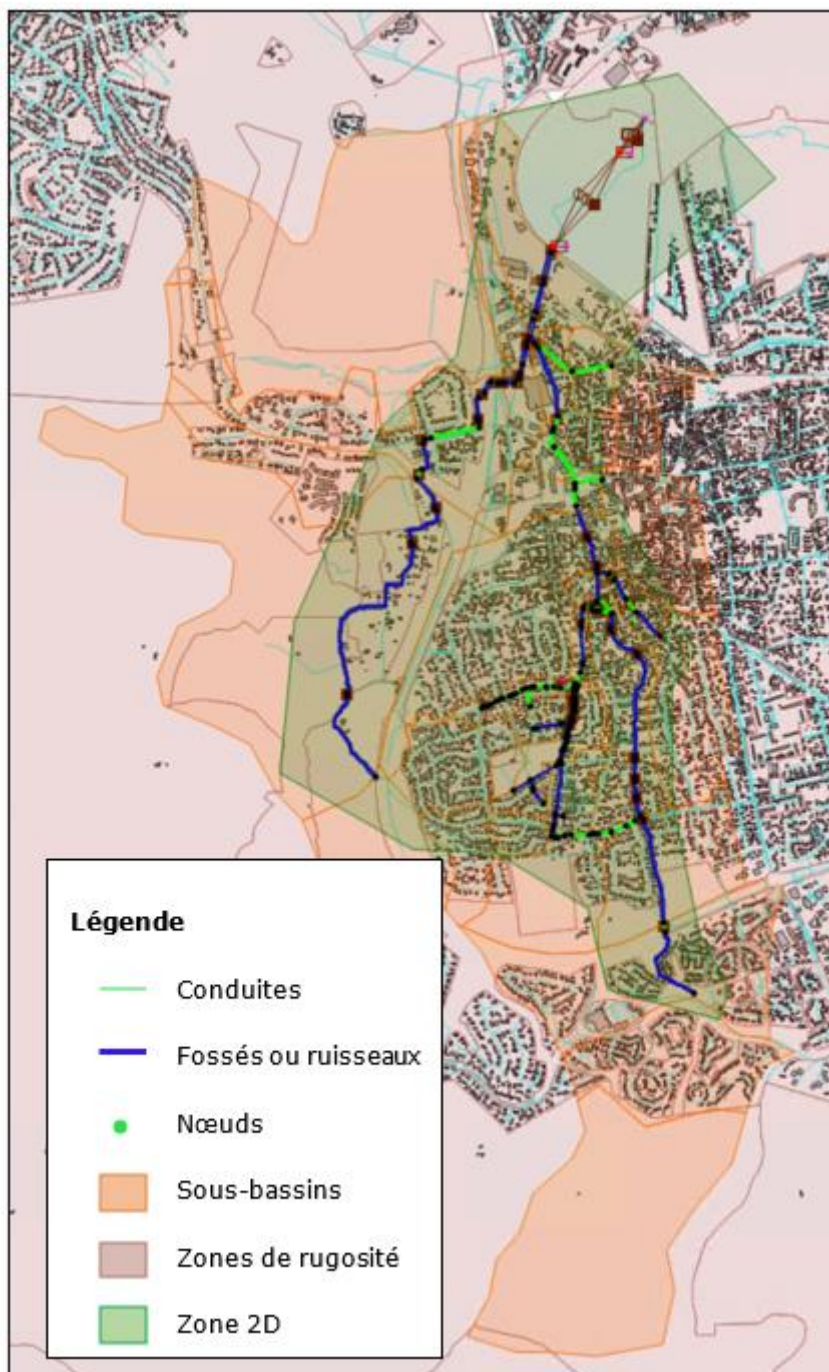 Légende
Conduites
Fossés ou ruisseaux
Nœuds
Sous-bassins
Zones de rugosité
Zone 2D